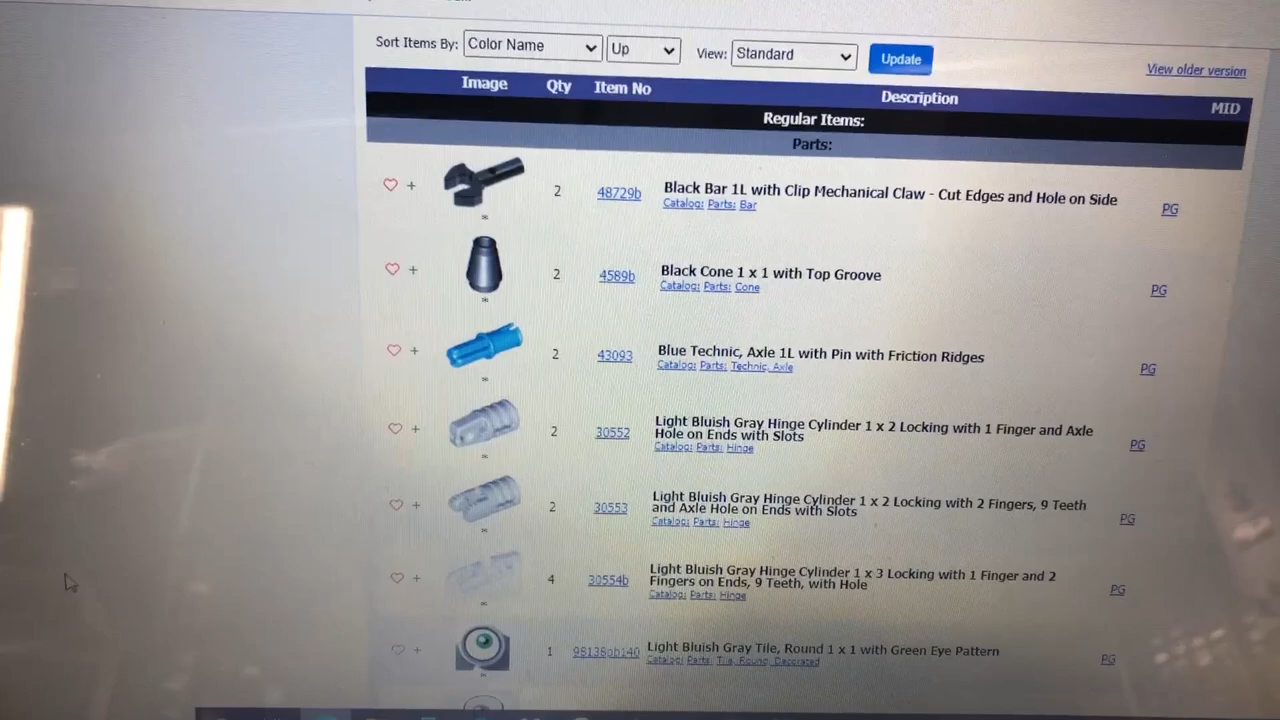 Sort Items By: Color Name Up View: Standard Update
View older version
Image Qty Item No Description MID
Regular Items:
Parts:
2 48729b Black Bar 1L with Clip Mechanical Claw - Cut Edges and Hole on Side PG
Catalog: Parts: Bar
*
2 4589b Black Cone 1 x 1 with Top Groove PG
Catalog: Parts: Cone
*
2 43093 Blue Technic, Axle 1L with Pin with Friction Ridges PG
Catalog: Parts: Technic, Axle
*
2 30552 Light Bluish Gray Hinge Cylinder 1 x 2 Locking with 1 Finger and Axle
Hole on Ends with Slots PG
Catalog: Parts: Hinge
*
2 30553 Light Bluish Gray Hinge Cylinder 1 x 2 Locking with 2 Fingers, 9 Teeth
and Axle Hole on Ends with Slots PG
Catalog: Parts: Hinge
*
4 30554b Light Bluish Gray Hinge Cylinder 1 x 3 Locking with 1 Finger and 2
Fingers on Ends, 9 Teeth, with Hole PG
Catalog: Parts: Hinge
*
1 98138pb140 Light Bluish Gray Tile, Round 1 x 1 with Green Eye Pattern PG
Catalog: Parts: Tile, Round, Decorated
*